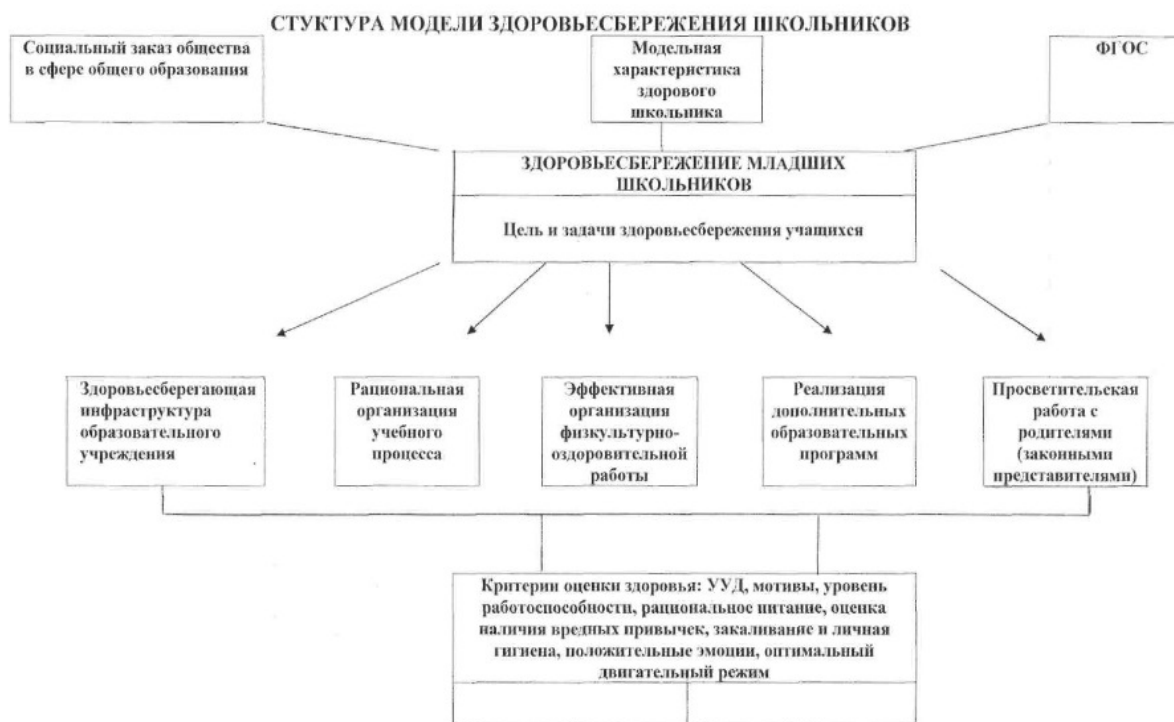 СТУКТУРА МОДЕЛИ ЗДОРОВЬЕСБЕРЕЖЕНИЯ ШКОЛЬНИКОВ
Социальный заказ общества
в сфере общего образования
Модельная
характеристика
здорового
школьника
ФГОС
ЗДОРОВЬЕСБЕРЕЖЕНИЕ МЛАДШИХ
ШКОЛЬНИКОВ
Цель и задачи здоровьесбережения учащихся
Здоровьесберегающая
инфраструктура
образовательного
учреждения
Рациональная
организация
учебного
процесса
Эффективная
организация
физкультурно-
оздоровительной
работы
Реализация
дополнительных
образовательных
программ
Просветительская
работа с
родителями
(законными
представителями)
Критерии оценки здоровья: УУД, мотивы, уровень
работоспособности, рациональное питание, оценка
наличия вредных привычек, закаливание и личная
гигиена, положительные эмоции, оптимальный
двигательный режим